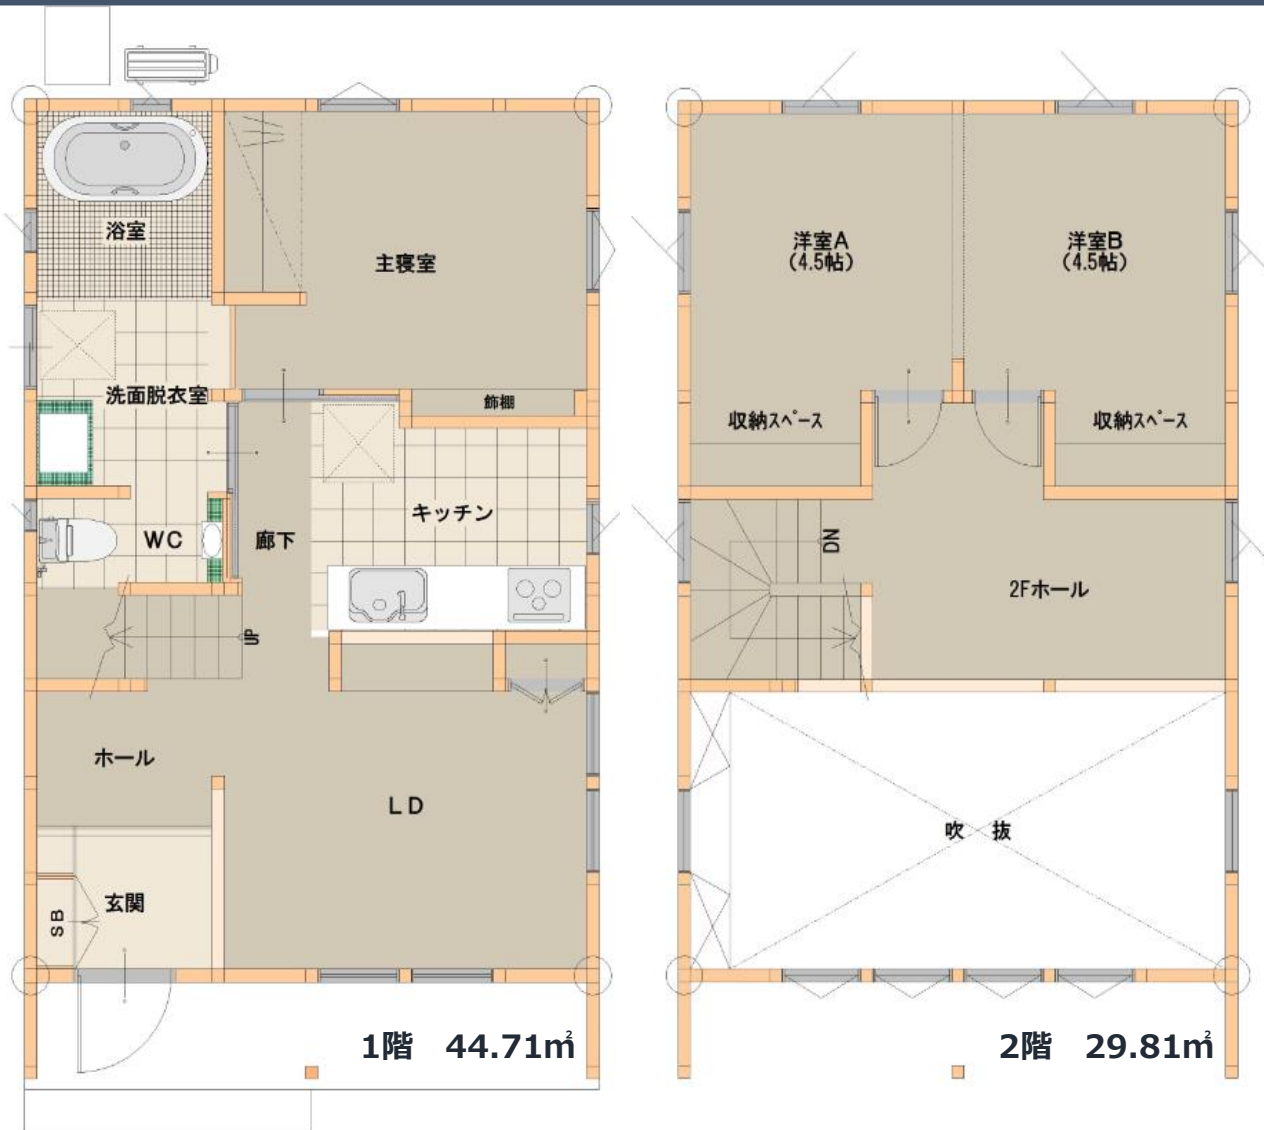 浴室
主寝室
洗面脱衣室
飾棚
キッチン
WC
廊下
UP
ホール
LD
玄関
SB
1階 44.71㎡
洋室A
(4.5帖)
洋室B
(4.5帖)
収納スペース
収納スペース
DN
2Fホール
吹 抜
2階 29.81㎡